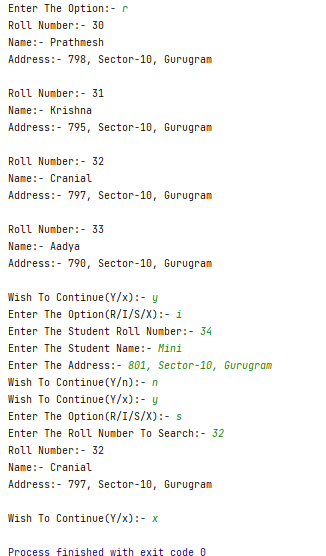 Enter The Option:- r
Roll Number:- 30
Name:- Prathmesh
Address:- 798, Sector-10, Gurugram
Roll Number:- 31
Name:- Krishna
Address:- 795, Sector-10, Gurugram
Roll Number:- 32
Name:- Cranial
Address:- 797, Sector-10, Gurugram
Roll Number:- 33
Name:- Aadya
Address:- 790, Sector-10, Gurugram
Wish To Continue(Y/x):- y
Enter The Option(R/I/S/X):- i
Enter The Student Roll Number:- 34
Enter The Student Name:- Mini
Enter The Address:- 801, Sector-10, Gurugram
Wish To Continue(Y/n):- n
Wish To Continue(Y/x):- y
Enter The Option(R/I/S/X):- s
Enter The Roll Number To Search:- 32
Roll Number:- 32
Name:- Cranial
Address:- 797, Sector-10, Gurugram
Wish To Continue(Y/x):- x
Process finished with exit code 0